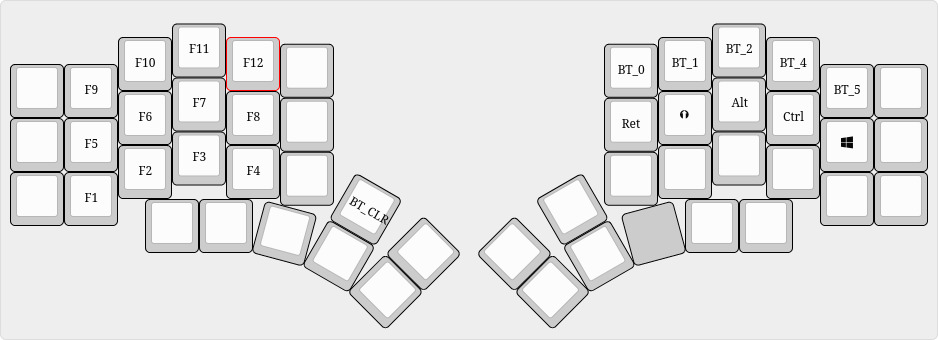 F11
BT_2
F10
F12
BT_0
BT_1
BT_4
F9
BT_5
F7
Alt
F6
F8
Ret
Ctrl
F5
F3
F2
F4
F1
BT_CLR